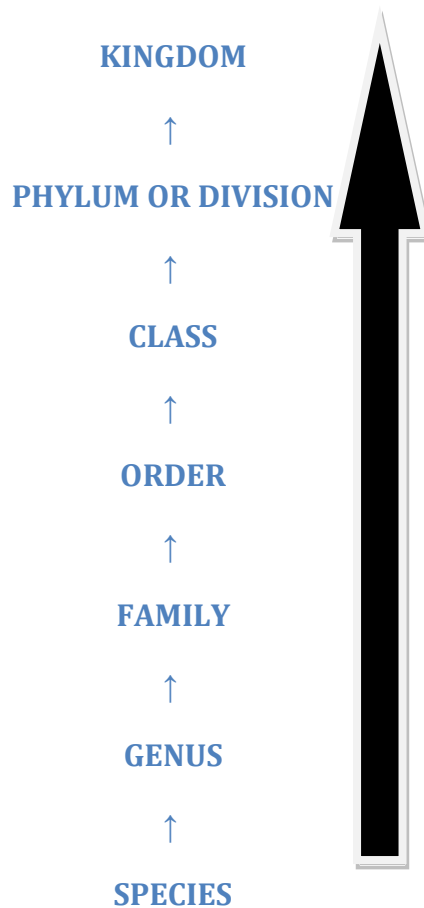 KINGDOM
↑
PHYLUM OR DIVISION
↑
CLASS
↑
ORDER
↑
FAMILY
↑
GENUS
↑
SPECIES